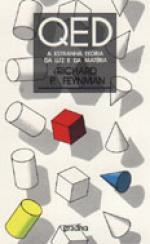 QED
A ESTRANHA TEORIA
DA LUZ E DA MATÉRIA
RICHARD
P. FEYNMAN
gradiva